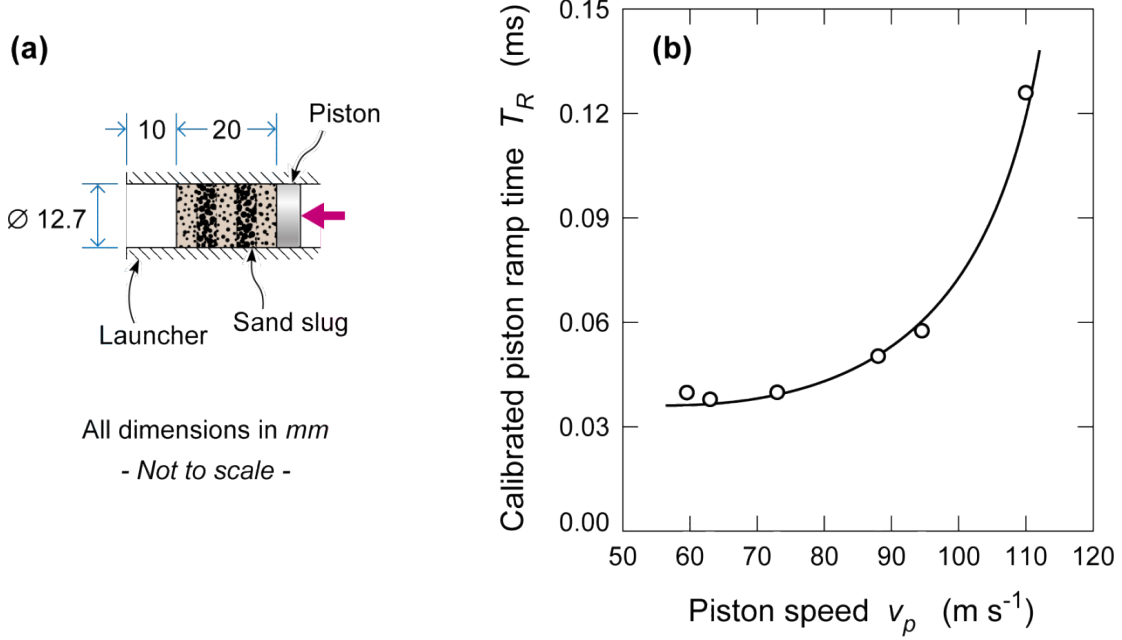 (a)
Piston
10
20
Ø 12.7
Launcher
Sand slug
All dimensions in mm
- Not to scale -
(b)
Calibrated piston ramp time T_R (ms)
0.15
0.12
0.09
0.06
0.03
0.00
50 60 70 80 90 100 110 120
Piston speed v_p (m s⁻¹)